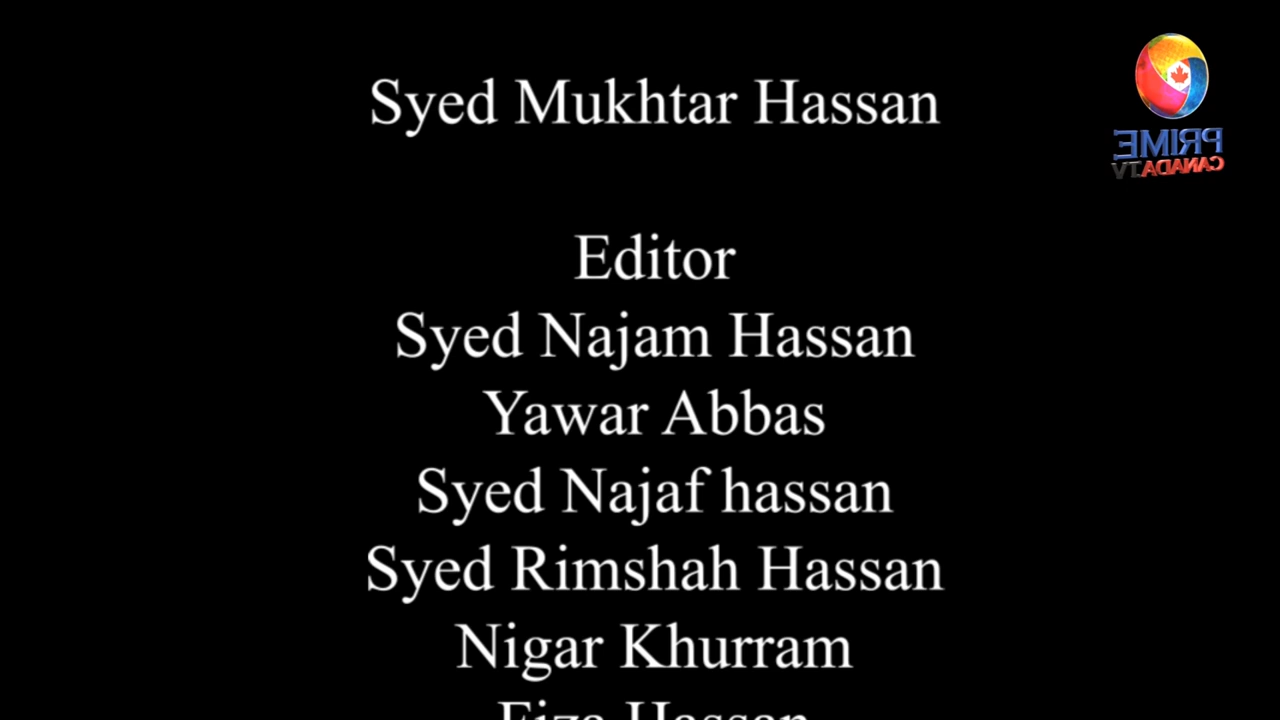 Syed Mukhtar Hassan
PRIME
CANADA.TV
Editor
Syed Najam Hassan
Yawar Abbas
Syed Najaf hassan
Syed Rimshah Hassan
Nigar Khurram
Hassan